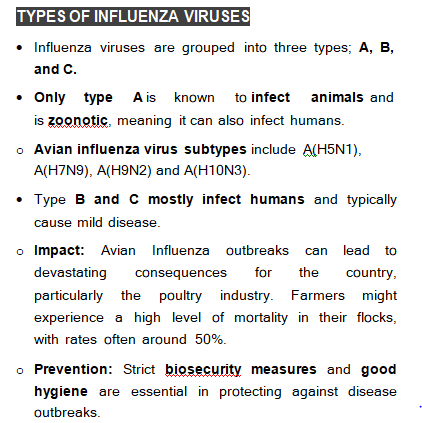 TYPES OF INFLUENZA VIRUSES
• Influenza viruses are grouped into three types; A, B,
and C.
• Only type A is known to infect animals and
is zoonotic, meaning it can also infect humans.
o Avian influenza virus subtypes include A(H5N1),
A(H7N9), A(H9N2) and A(H10N3).
• Type B and C mostly infect humans and typically
cause mild disease.
o Impact: Avian Influenza outbreaks can lead to
devastating consequences for the country,
particularly the poultry industry. Farmers might
experience a high level of mortality in their flocks,
with rates often around 50%.
o Prevention: Strict biosecurity measures and good
hygiene are essential in protecting against disease
outbreaks.